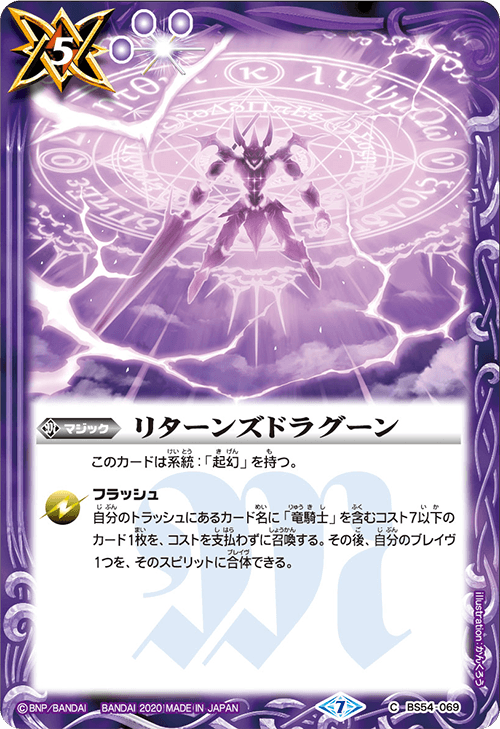 5
マジック
リターンズドラグーン
このカードは系統：「起幻」を持つ。
フラッシュ
自分のトラッシュにあるカード名に「竜騎士」を含むコスト7以下の
カード1枚を、コストを支払わずに召喚する。その後、自分のブレイヴ
1つを、そのスピリットに合体できる。
illustration：かんくろう
©BNP/BANDAI BANDAI 2020 MADE IN JAPAN
7
C BS54-069